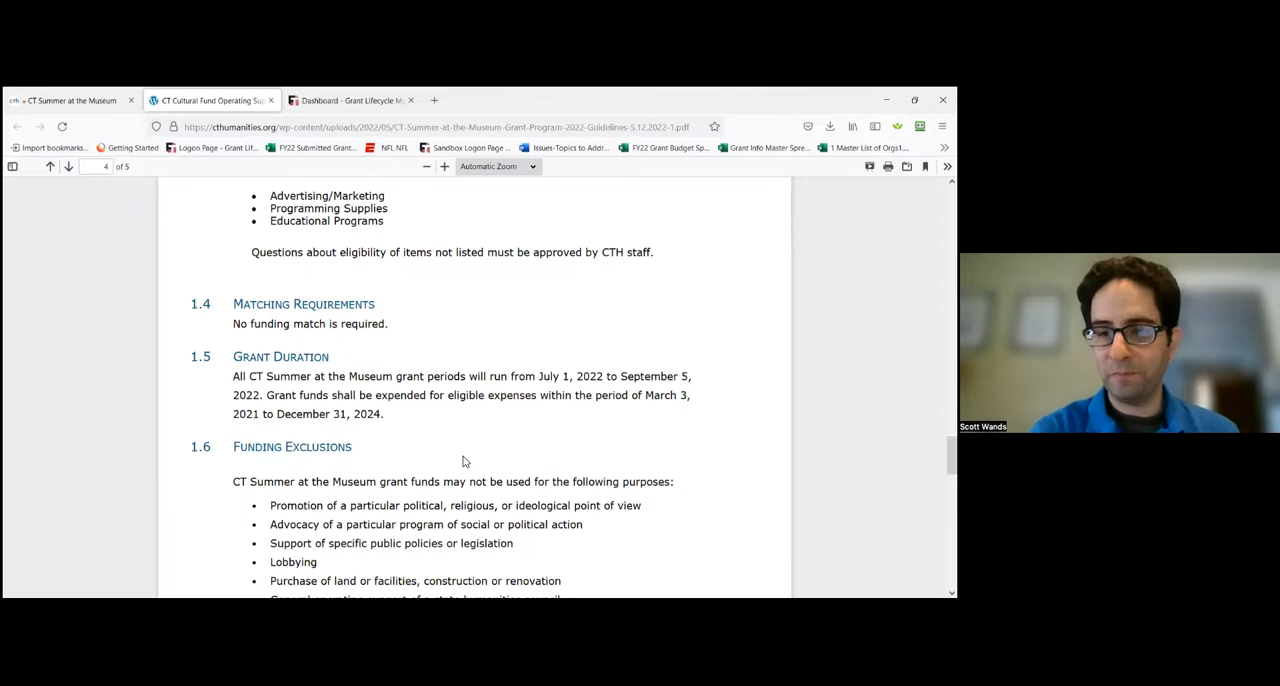 cth » CT Summer at the Museum
CT Cultural Fund Operating Sup
Dashboard - Grant Lifecycle M
https://cthumanities.org/wp-content/uploads/2022/05/CT-Summer-at-the-Museum-Grant-Program-2022-Guidelines-5.12.2022-1.pdf
Import bookmarks... Getting Started Logon Page - Grant Lif... FY22 Submitted Grant... NFL NFL Sandbox Logon Page ... Issues-Topics to Addr... FY22 Grant Budget Sp... Grant Info Master Spre... 1 Master List of Orgs1...
4 of 5 Automatic Zoom
• Advertising/Marketing
• Programming Supplies
• Educational Programs
Questions about eligibility of items not listed must be approved by CTH staff.
1.4 MATCHING REQUIREMENTS
No funding match is required.
1.5 GRANT DURATION
All CT Summer at the Museum grant periods will run from July 1, 2022 to September 5,
2022. Grant funds shall be expended for eligible expenses within the period of March 3,
2021 to December 31, 2024.
1.6 FUNDING EXCLUSIONS
CT Summer at the Museum grant funds may not be used for the following purposes:
• Promotion of a particular political, religious, or ideological point of view
• Advocacy of a particular program of social or political action
• Support of specific public policies or legislation
• Lobbying
• Purchase of land or facilities, construction or renovation
General operating support of a state humanities council
Scott Wands